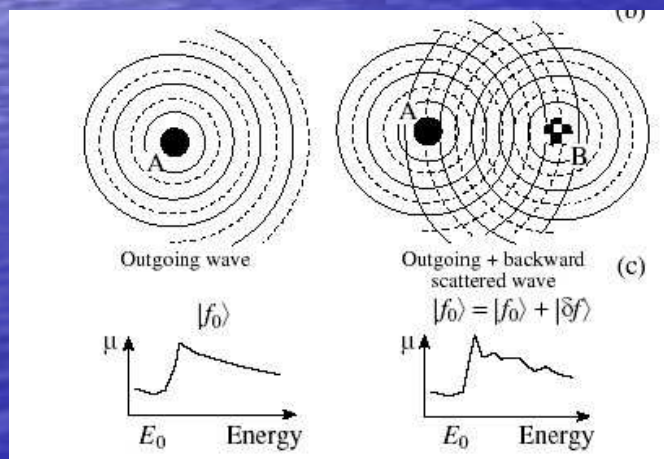 (b)
A
A
B
Outgoing wave
Outgoing + backward
scattered wave
(c)
|f₀⟩
|f₀⟩ = |f₀⟩ + |δf⟩
μ
E₀ Energy
μ
E₀ Energy